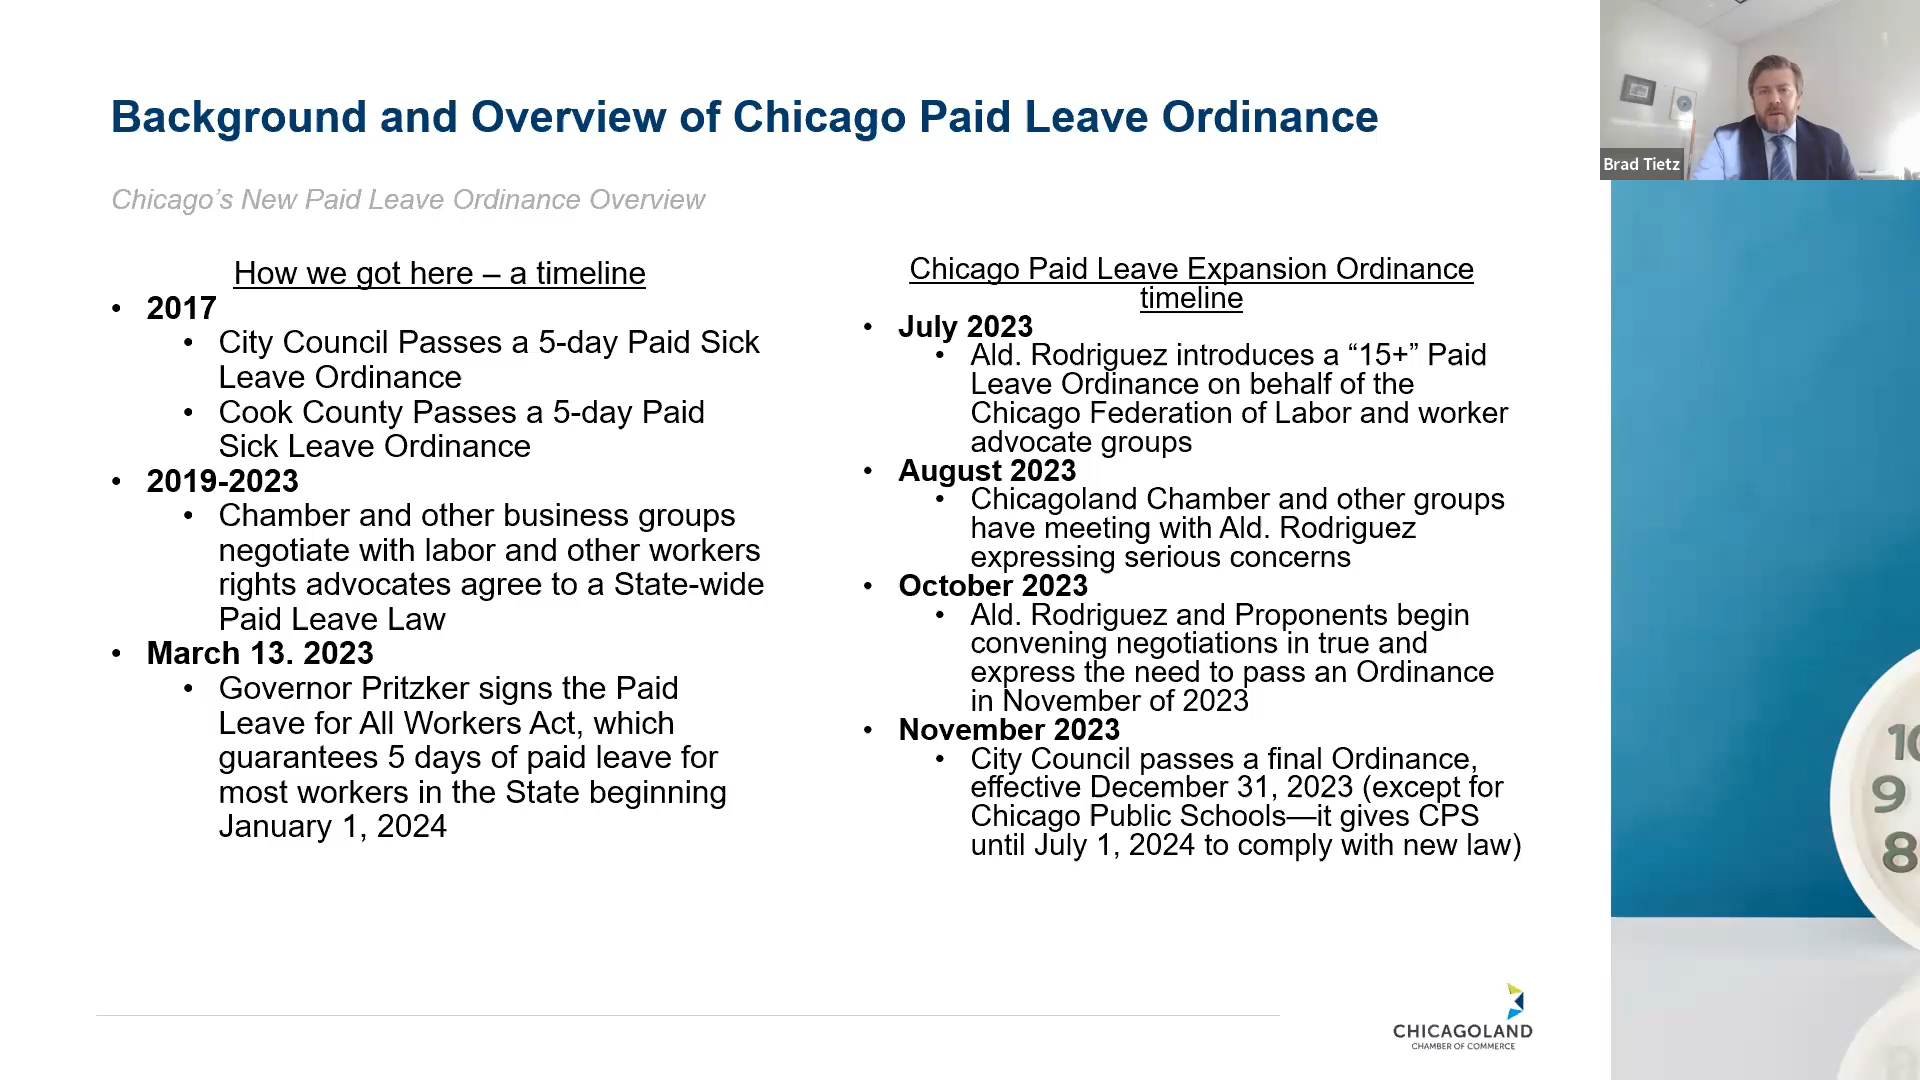 Background and Overview of Chicago Paid Leave Ordinance
Chicago's New Paid Leave Ordinance Overview
How we got here – a timeline
• 2017
• City Council Passes a 5-day Paid Sick
Leave Ordinance
• Cook County Passes a 5-day Paid
Sick Leave Ordinance
• 2019-2023
• Chamber and other business groups
negotiate with labor and other workers
rights advocates agree to a State-wide
Paid Leave Law
• March 13. 2023
• Governor Pritzker signs the Paid
Leave for All Workers Act, which
guarantees 5 days of paid leave for
most workers in the State beginning
January 1, 2024
Chicago Paid Leave Expansion Ordinance
timeline
• July 2023
• Ald. Rodriguez introduces a “15+” Paid
Leave Ordinance on behalf of the
Chicago Federation of Labor and worker
advocate groups
• August 2023
• Chicagoland Chamber and other groups
have meeting with Ald. Rodriguez
expressing serious concerns
• October 2023
• Ald. Rodriguez and Proponents begin
convening negotiations in true and
express the need to pass an Ordinance
in November of 2023
• November 2023
• City Council passes a final Ordinance,
effective December 31, 2023 (except for
Chicago Public Schools—it gives CPS
until July 1, 2024 to comply with new law)
Brad Tietz
10
9
8
CHICAGOLAND
CHAMBER OF COMMERCE